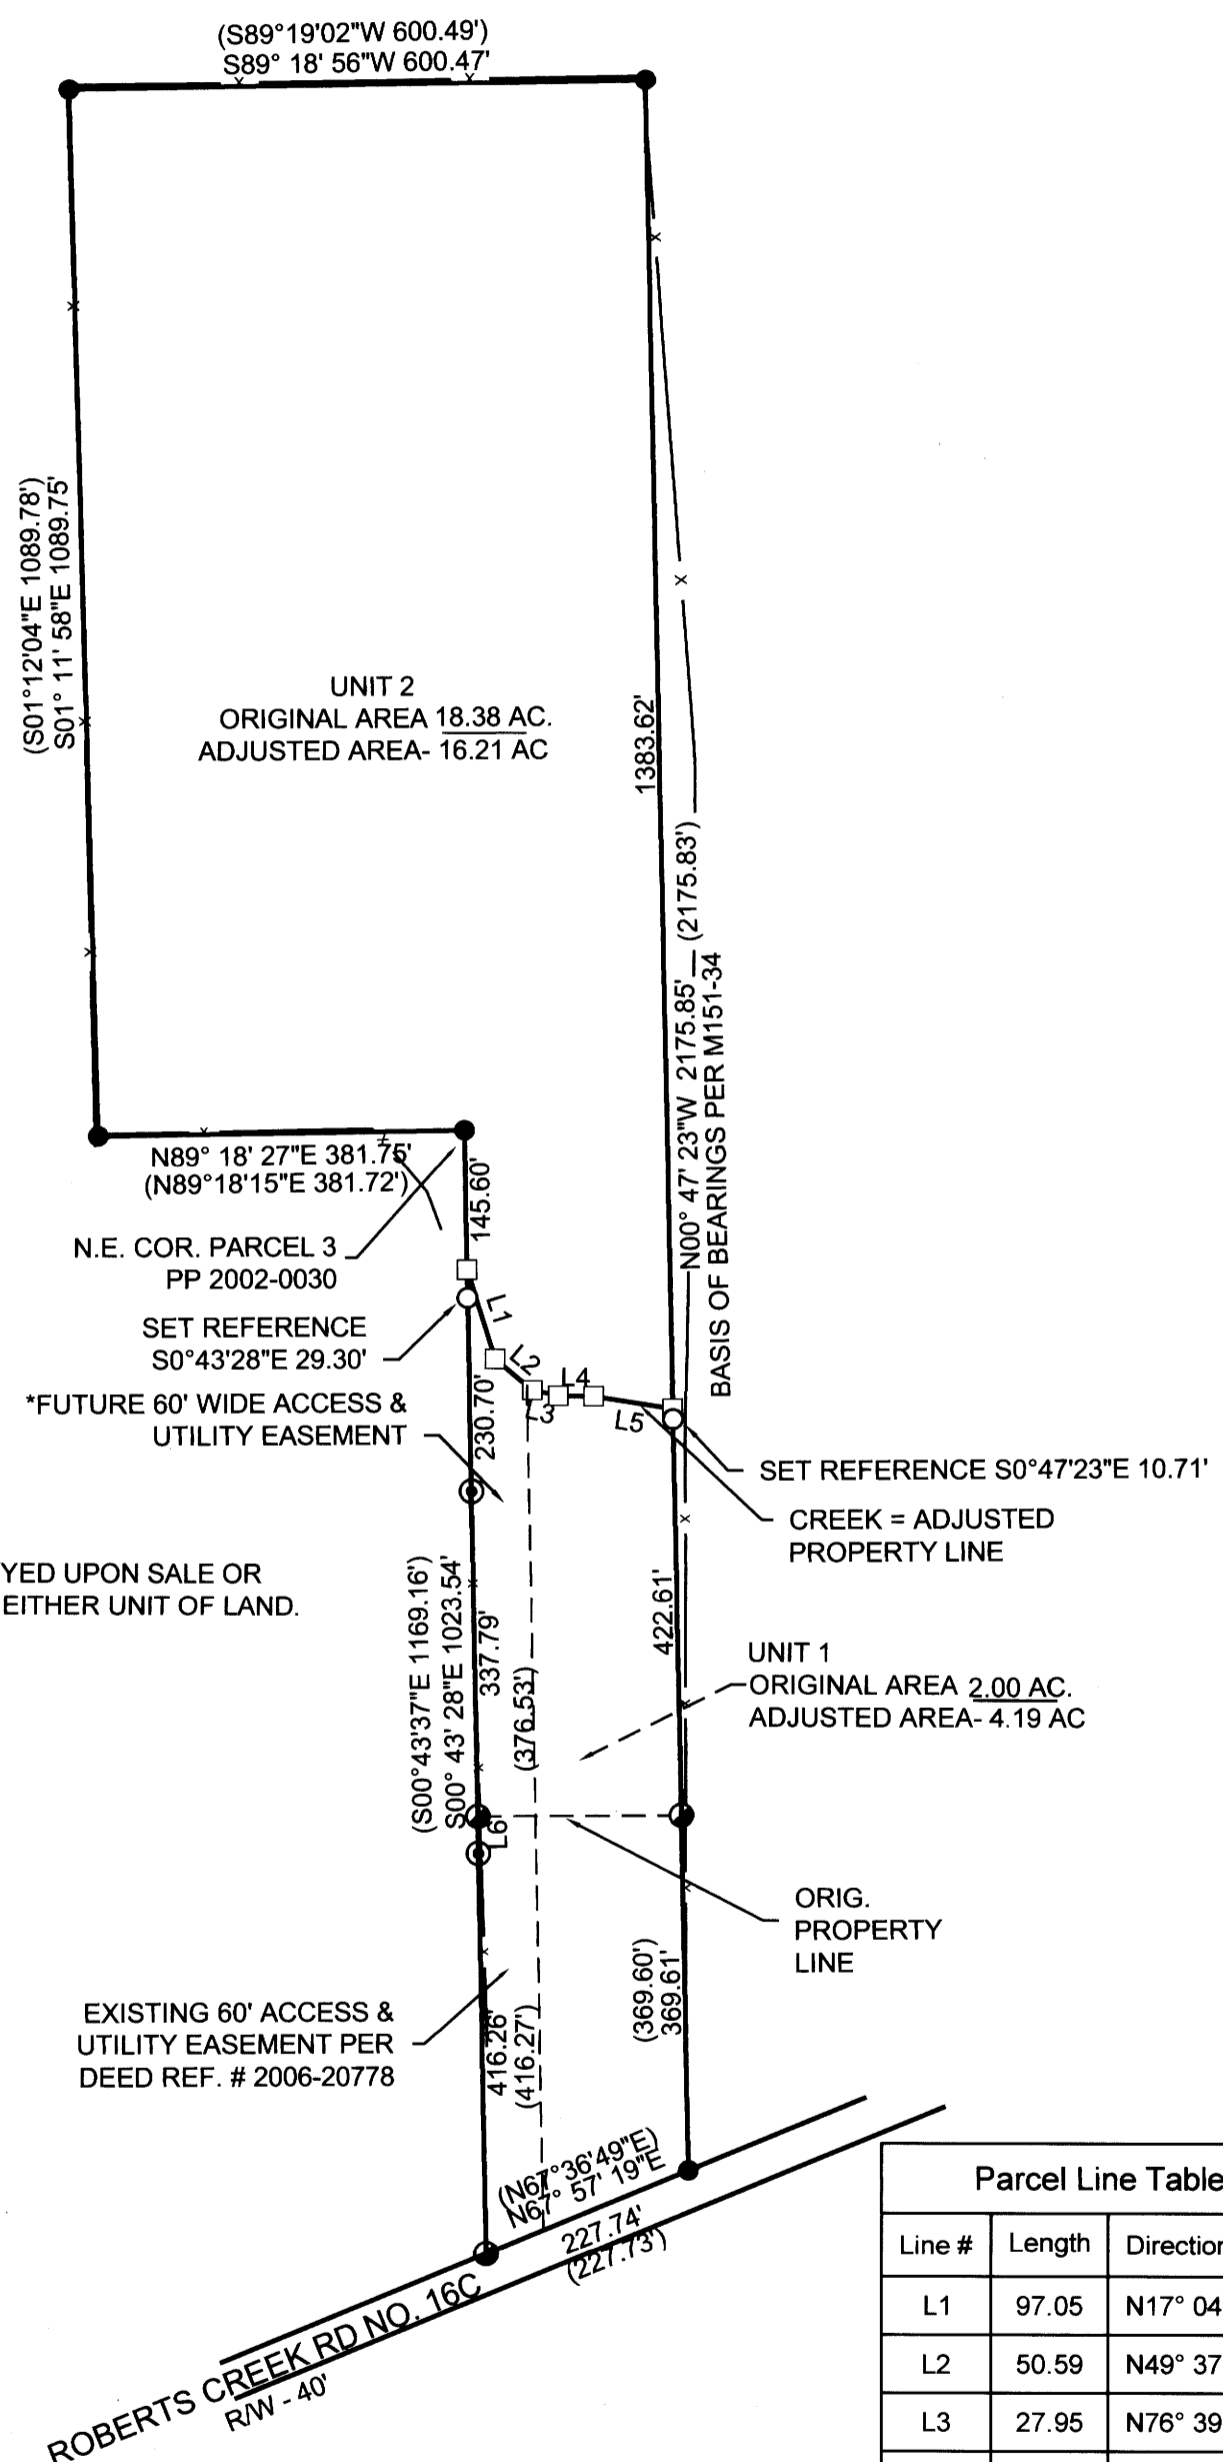 (S89°19'02"W 600.49')
S89° 18' 56"W 600.47'
(S01°12'04"E 1089.78')
S01° 11' 58"E 1089.75'
UNIT 2
ORIGINAL AREA 18.38 AC.
ADJUSTED AREA- 16.21 AC
1383.62'
N00° 47' 23"W 2175.85' (2175.83')
BASIS OF BEARINGS PER M151-34
N89° 18' 27"E 381.75'
(N89°18'15"E 381.72')
145.60'
N.E. COR. PARCEL 3
PP 2002-0030
SET REFERENCE
S0°43'28"E 29.30'
L1
L2
L3
L4
L5
*FUTURE 60' WIDE ACCESS &
UTILITY EASEMENT
230.70'
SET REFERENCE S0°47'23"E 10.71'
CREEK = ADJUSTED
PROPERTY LINE
YED UPON SALE OR
EITHER UNIT OF LAND.
(S00°43'37"E 1169.16')
S00° 43' 28"E 1023.54'
337.79'
(376.53')
422.61'
UNIT 1
ORIGINAL AREA 2.00 AC.
ADJUSTED AREA- 4.19 AC
L6
ORIG.
PROPERTY
LINE
(369.60')
369.61'
EXISTING 60' ACCESS &
UTILITY EASEMENT PER
DEED REF. # 2006-20778
416.26'
(416.27')
(N67°36'49"E)
N67° 57' 19"E
227.74'
(227.73')
ROBERTS CREEK RD NO. 16C
R/W - 40'
Parcel Line Table
Line # Length Direction
L1 97.05 N17° 04
L2 50.59 N49° 37
L3 27.95 N76° 39